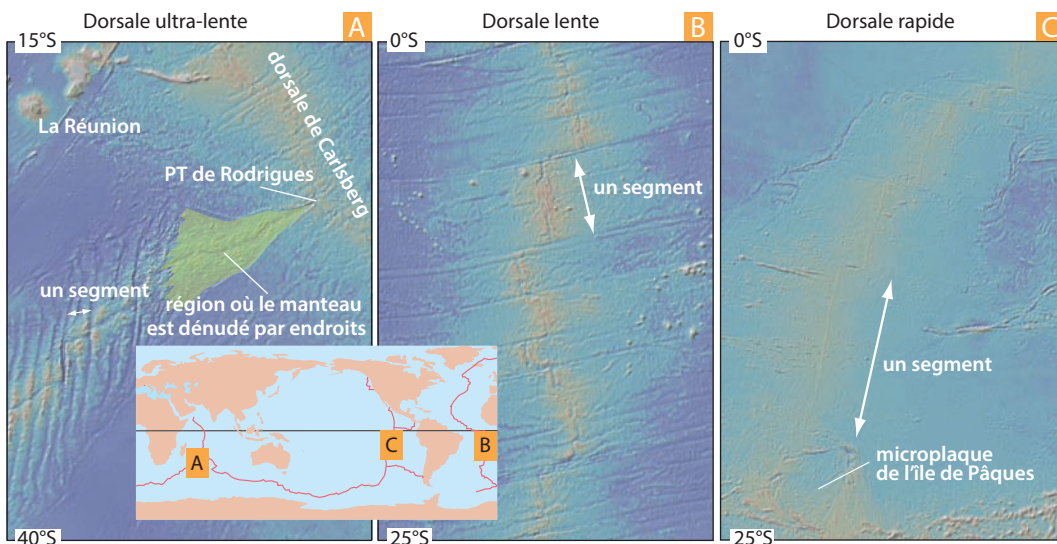 Dorsale ultra-lente
A
15°S
dorsale de Carlsberg
La Réunion
PT de Rodrigues
un segment
région où le manteau
est dénudé par endroits
40°S
Dorsale lente
B
0°S
un segment
25°S
Dorsale rapide
C
0°S
un segment
microplaque
de l'île de Pâques
25°S
A
C
B